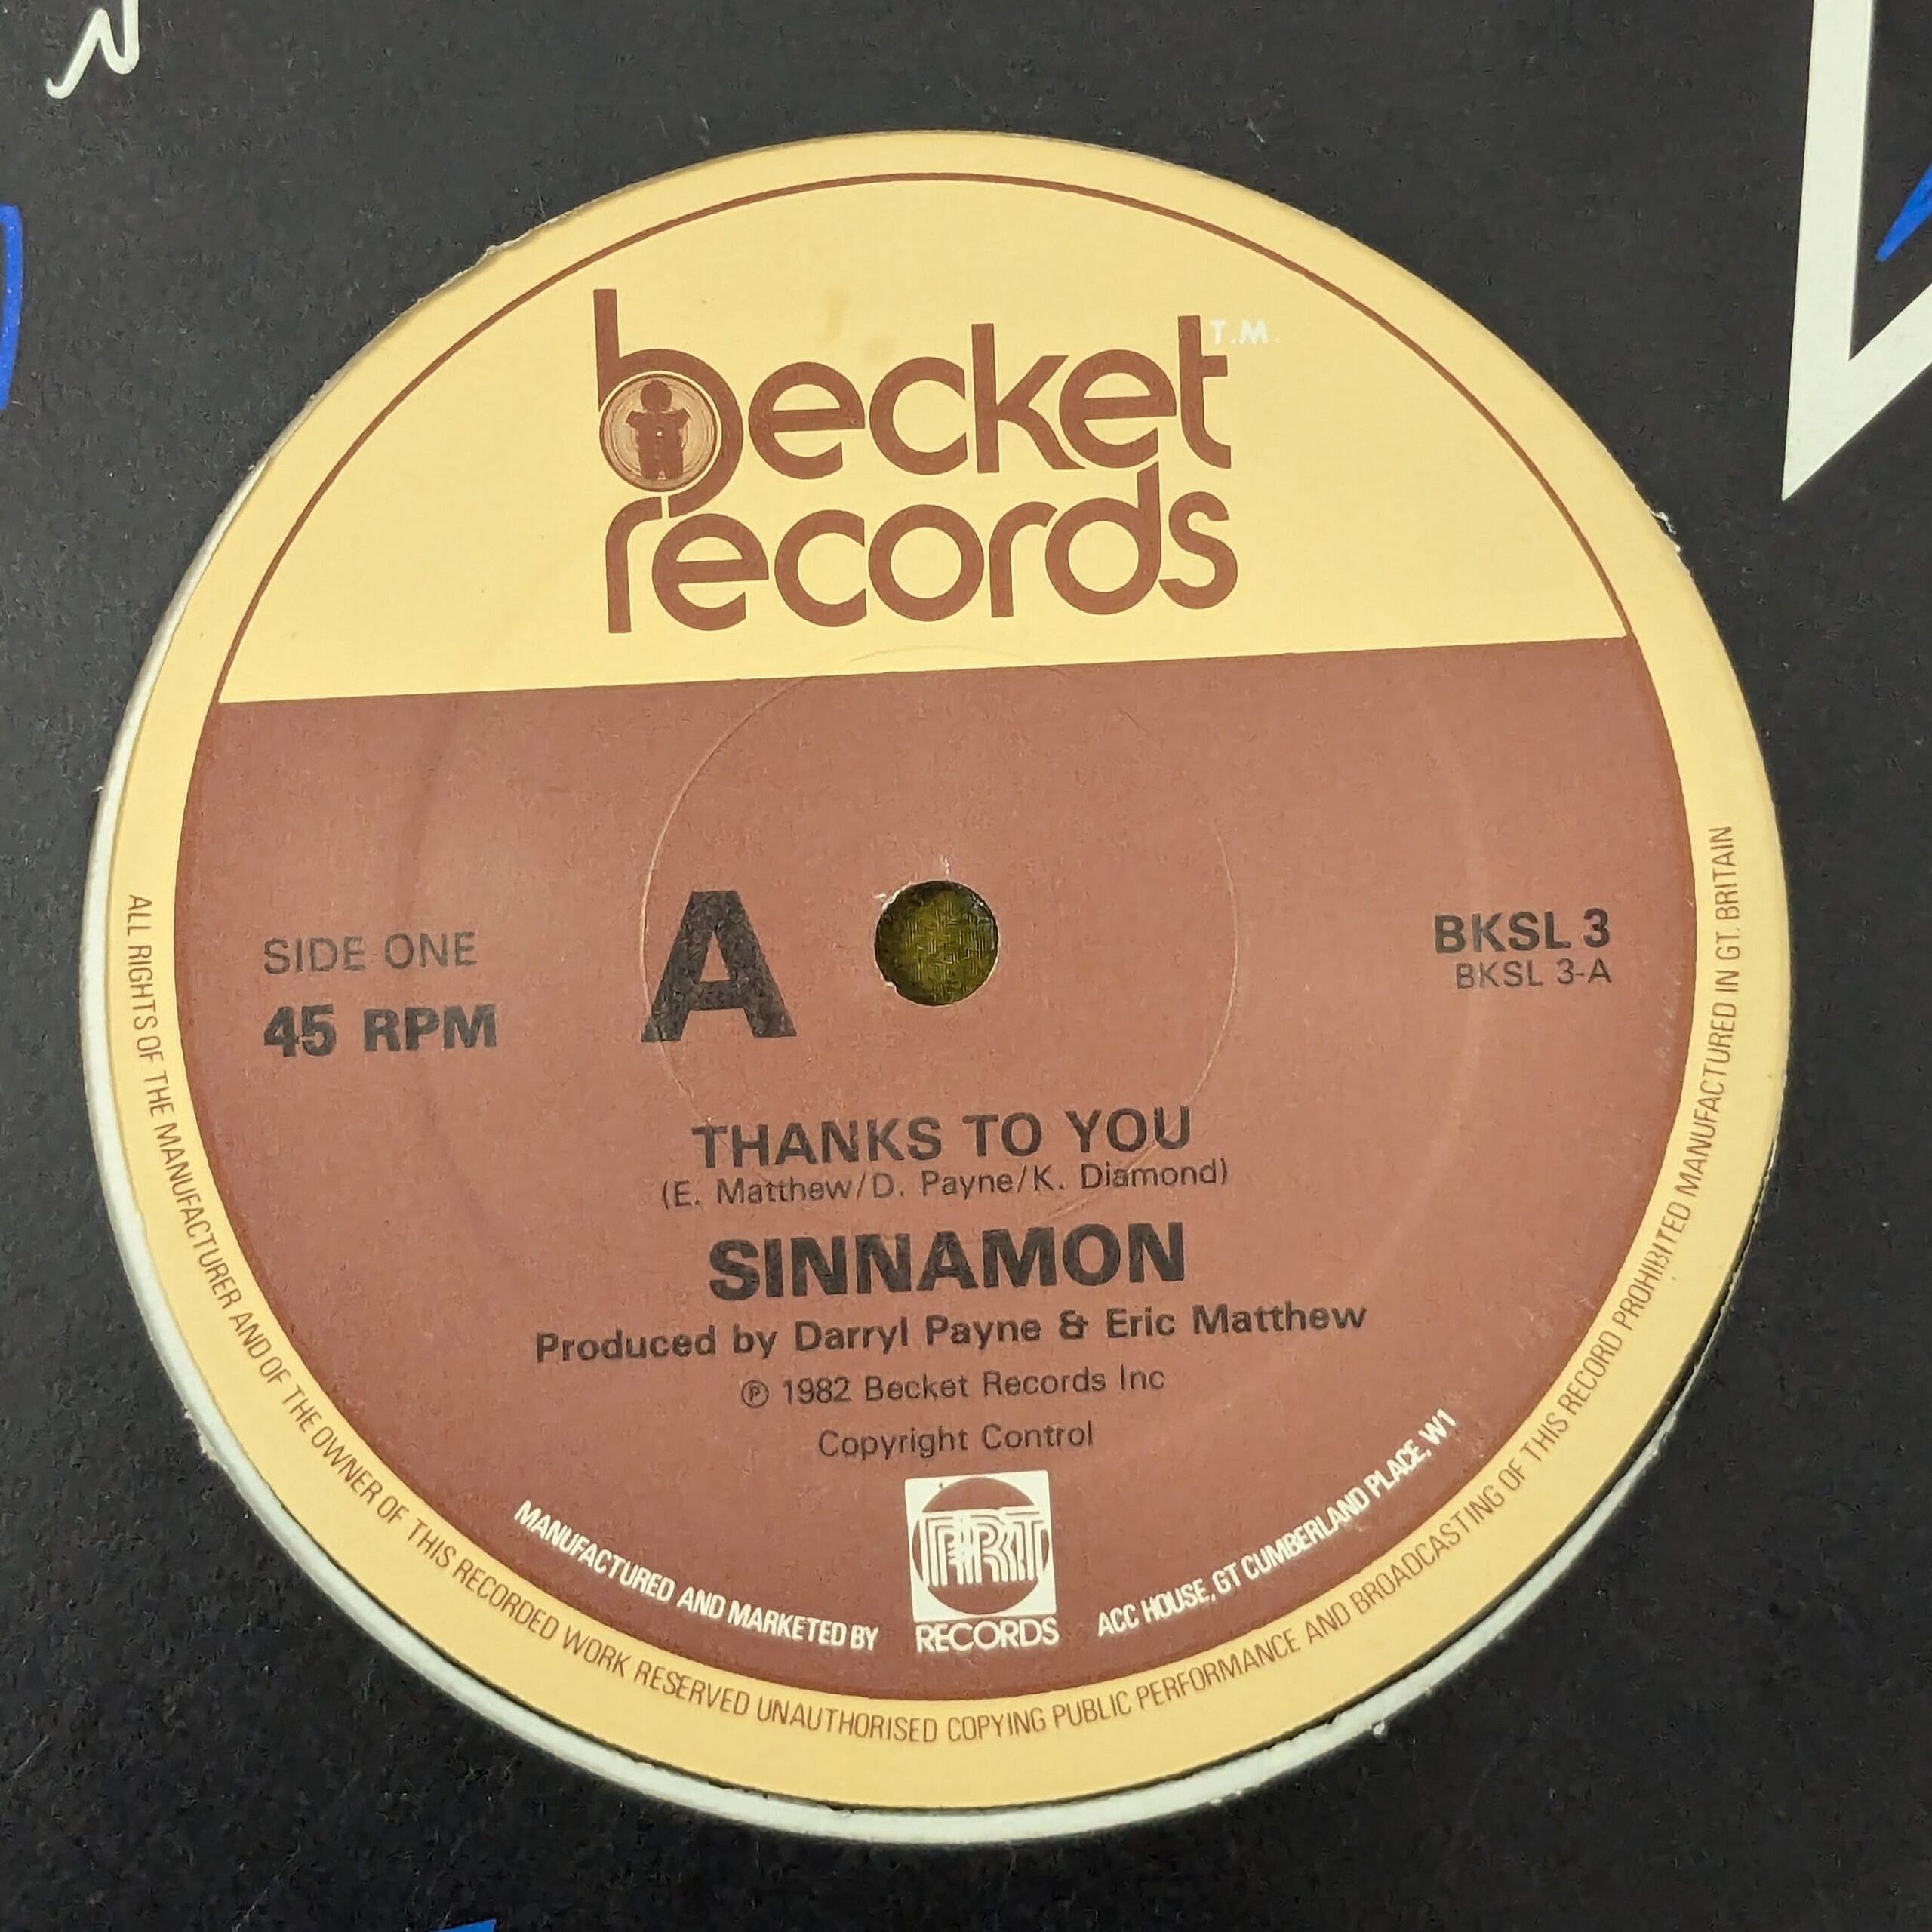 becket T.M.
records
SIDE ONE
45 RPM
A
BKSL 3
BKSL 3-A
THANKS TO YOU
(E. Matthew/D. Payne/K. Diamond)
SINNAMON
Produced by Darryl Payne & Eric Matthew
℗ 1982 Becket Records Inc
Copyright Control
MANUFACTURED AND MARKETED BY
PRT
RECORDS
ACC HOUSE, GT CUMBERLAND PLACE, W1
ALL RIGHTS OF THE MANUFACTURER AND OF THE OWNER OF THIS RECORDED WORK RESERVED UNAUTHORISED COPYING PUBLIC PERFORMANCE AND BROADCASTING OF THIS RECORD PROHIBITED MANUFACTURED IN GT. BRITAIN